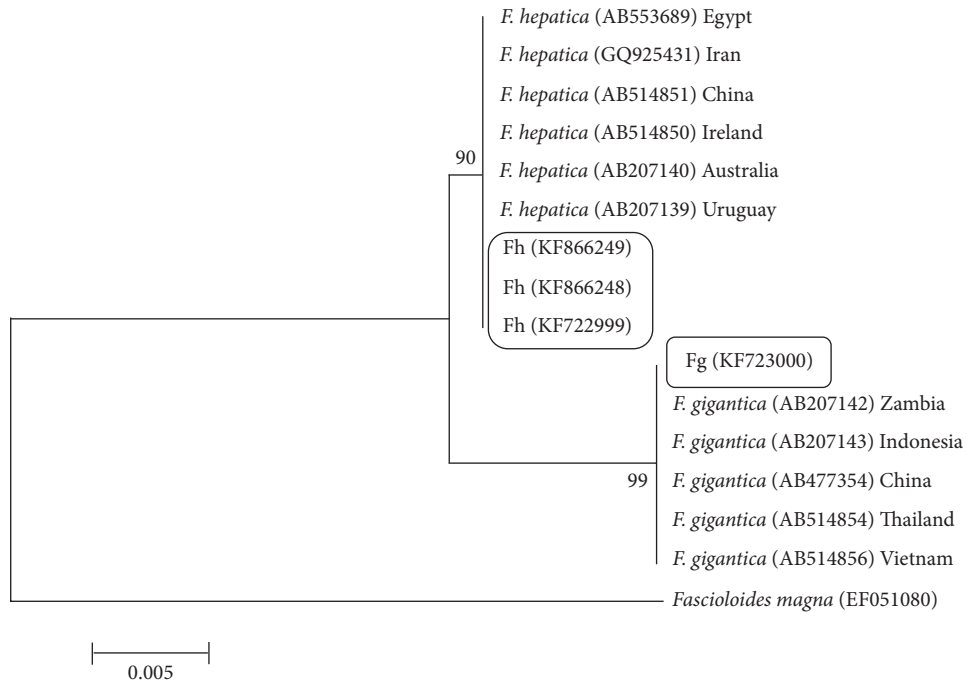 F. hepatica (AB553689) Egypt
F. hepatica (GQ925431) Iran
F. hepatica (AB514851) China
F. hepatica (AB514850) Ireland
90
F. hepatica (AB207140) Australia
F. hepatica (AB207139) Uruguay
Fh (KF866249)
Fh (KF866248)
Fh (KF722999)
Fg (KF723000)
F. gigantica (AB207142) Zambia
F. gigantica (AB207143) Indonesia
99
F. gigantica (AB477354) China
F. gigantica (AB514854) Thailand
F. gigantica (AB514856) Vietnam
Fascioloides magna (EF051080)
0.005